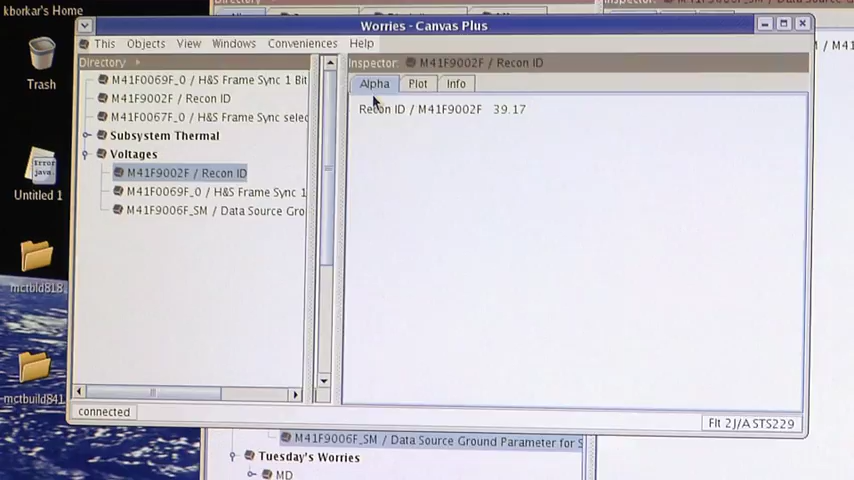 kborkar's Home
Trash
Error
java.
Untitled 1
mctbld818
mctbuild841
Worries - Canvas Plus
This Objects View Windows Conveniences Help
Directory
M41F0069F_0 / H&S Frame Sync 1 Bit
M41F9002F / Recon ID
M41F0067F_0 / H&S Frame Sync selec
Subsystem Thermal
Voltages
M41F9002F / Recon ID
M41F0069F_0 / H&S Frame Sync 1
M41F9006F_SM / Data Source Gro
connected
Inspector: M41F9002F / Recon ID
Alpha Plot Info
Recon ID / M41F9002F 39.17
Flt 2J/A STS229
M41F9006F_SM / Data Source Ground Parameter for S
Tuesday's Worries
MD